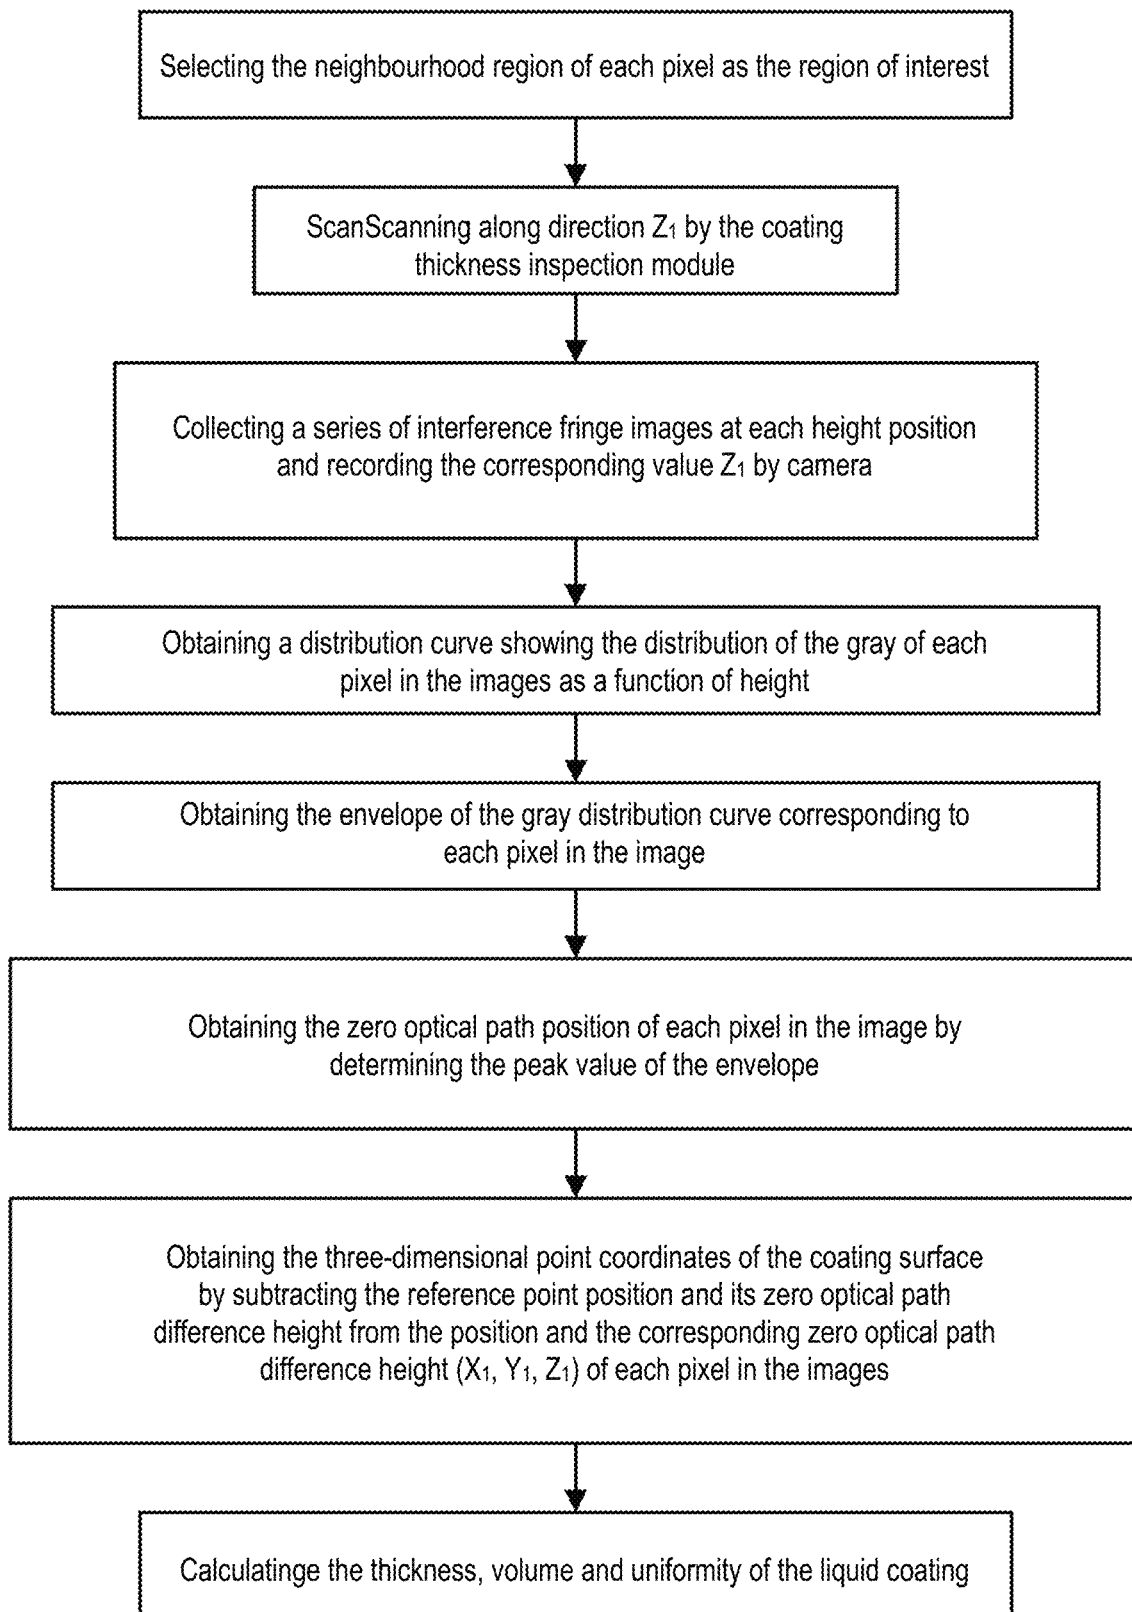 Selecting the neighbourhood region of each pixel as the region of interest
ScanScanning along direction Z₁ by the coating
thickness inspection module
Collecting a series of interference fringe images at each height position
and recording the corresponding value Z₁ by camera
Obtaining a distribution curve showing the distribution of the gray of each
pixel in the images as a function of height
Obtaining the envelope of the gray distribution curve corresponding to
each pixel in the image
Obtaining the zero optical path position of each pixel in the image by
determining the peak value of the envelope
Obtaining the three-dimensional point coordinates of the coating surface
by subtracting the reference point position and its zero optical path
difference height from the position and the corresponding zero optical path
difference height (X₁, Y₁, Z₁) of each pixel in the images
Calculatinge the thickness, volume and uniformity of the liquid coating